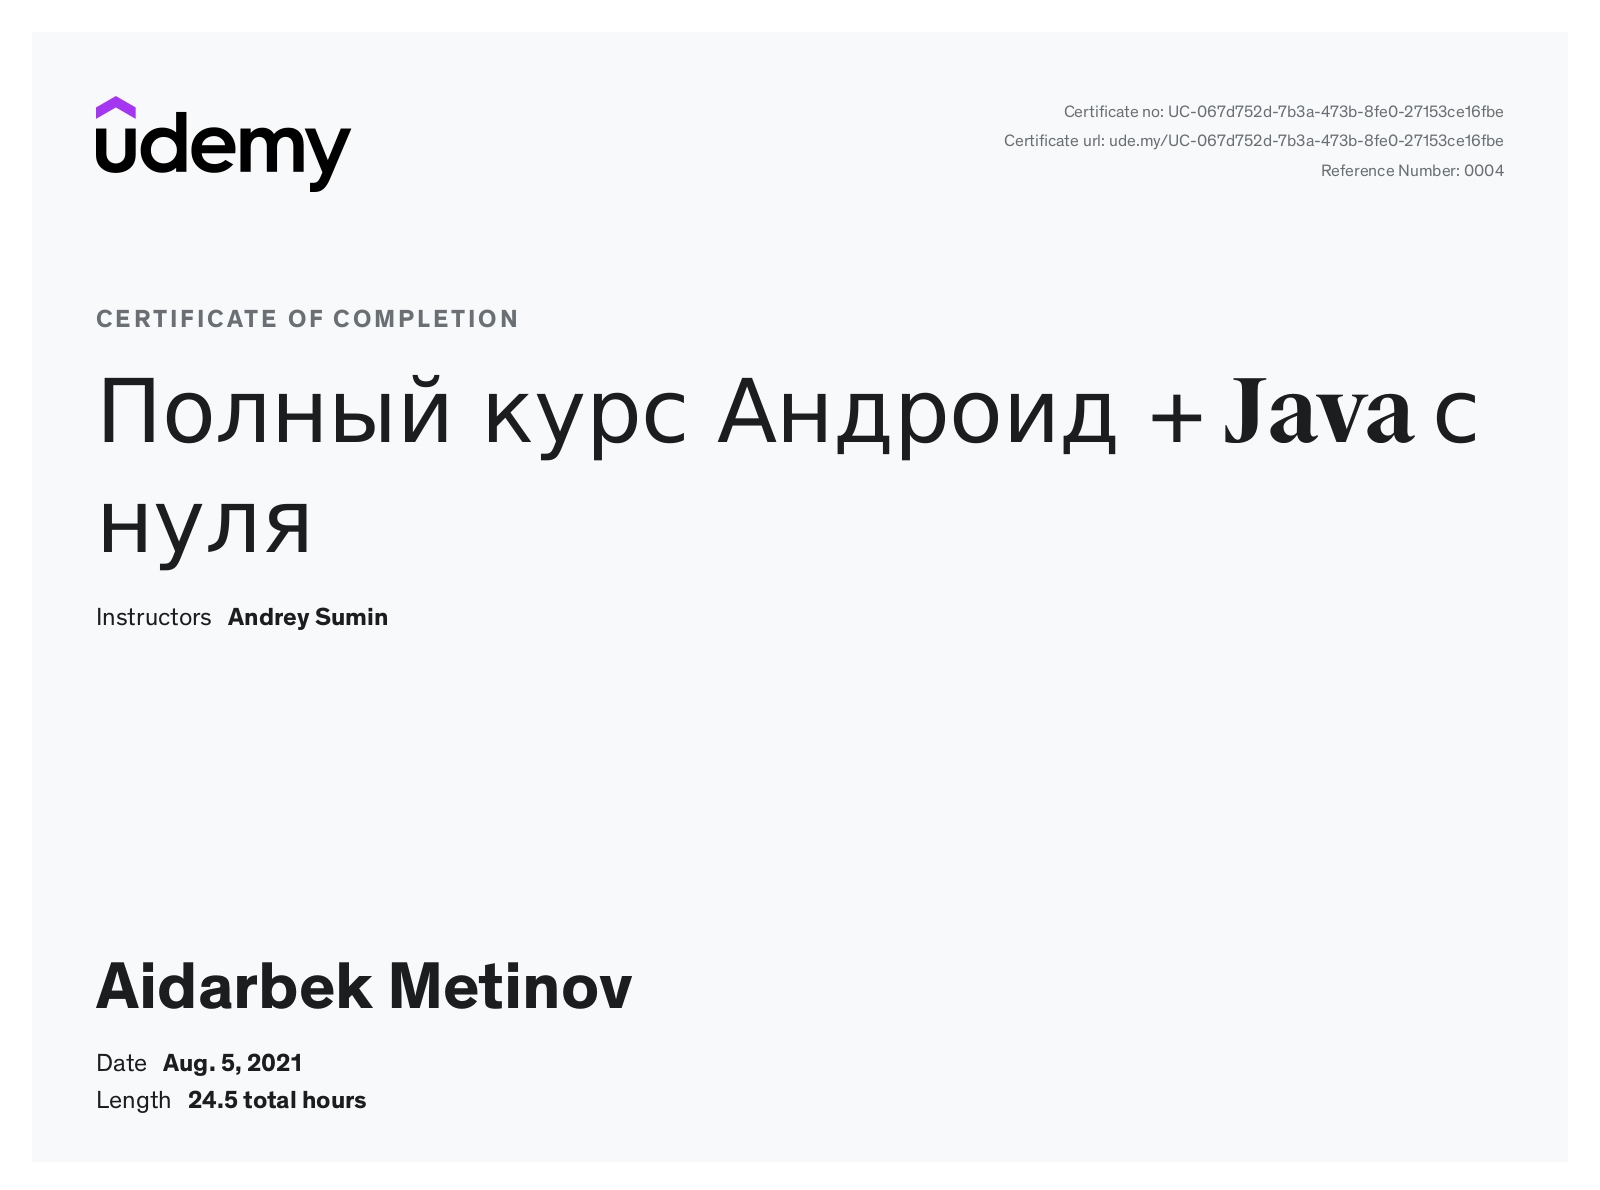 udemy
Certificate no: UC-067d752d-7b3a-473b-8fe0-27153ce16fbe
Certificate url: ude.my/UC-067d752d-7b3a-473b-8fe0-27153ce16fbe
Reference Number: 0004
CERTIFICATE OF COMPLETION
Полный курс Андроид + Java с
нуля
Instructors Andrey Sumin
Aidarbek Metinov
Date Aug. 5, 2021
Length 24.5 total hours